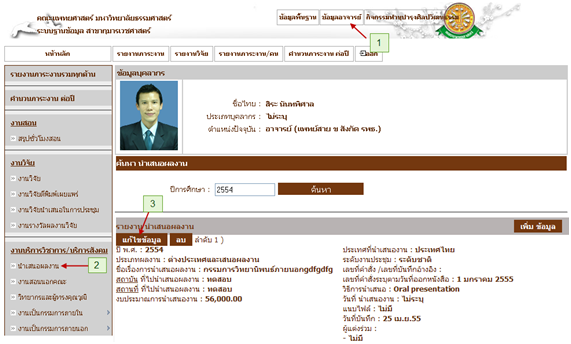 คณะแพทยศาสตร์ มหาวิทยาลัยธรรมศาสตร์
ระบบฐานข้อมูล สาขากุมารเวชศาสตร์
ข้อมูลพื้นฐาน ข้อมูลอาจารย์ กิจกรรมทำนุบำรุงศิลปวัฒนธรรม
1
หน้าหลัก รายงานภาระงาน รายงานวิจัย รายงานภาระงาน/คน คำนวนภาระงาน ต่อปี ออก
รายงานภาระงานรวมทุกด้าน
คำนวนภาระงาน ต่อปี
งานสอน
สรุปชั่วโมงสอน
งานวิจัย
งานวิจัย
งานวิจัยตีพิมพ์เผยแพร่
งานวิจัยนำเสนอในการประชุม
งานรางวัลผลงานวิจัย
งานบริการวิชาการ/บริการสังคม
นำเสนอผลงาน
2
งานสอนนอกคณะ
วิทยากรและผู้ทรงคุณวุฒิ
งานเป็นกรรมการภายใน
งานเป็นกรรมการภายนอก
ข้อมูลบุคลากร
ชื่อไทย : สิระ นันทพิศาล
ประเภทบุคลากร : ไม่ระบุ
ตำแหน่งปัจจุบัน : อาจารย์ (แพทย์สาย ข สังกัด รพธ.)
ค้นหา นำเสนอผลงาน
ปีการศึกษา : 2554 ค้นหา
3
รายงาน นำเสนอผลงาน เพิ่ม ข้อมูล
แก้ไขข้อมูล ลบ ลำดับ 1 )
ปี พ.ศ. : 2554
ประเภทผลงาน : ต่างประเทศและเสนอผลงาน
ชื่อเรื่องการนำเสนอผลงาน : กรรมการวิทยานิพนธ์ภายนอกgdfgdfg
สถาบัน ที่ไปนำเสนอผลงาน : ทดสอบ
สถานที่ ที่ไปนำเสนอผลงาน : ทดสอบ
งบประมาณการนำเสนองาน : 56,000.00
ประเทศที่นำเสนองาน : ประเทศไทย
ระดับงานประชุม : ระดับชาติ
เลขที่คำสั่ง /เลขที่บันทึกอ้างอิง :
เลขที่คำสั่งระบุตามวันที่ออกหนังสือ : 1 มกราคม 2555
วิธีการนำเสนอ : Oral presentation
วันที่ นำเสนองาน : ไม่ระบุ
แนบไฟล์ : ไม่มี
วันที่บันทึก : 25 เม.ย.55
ผู้แต่งร่วม :
- ไม่มี